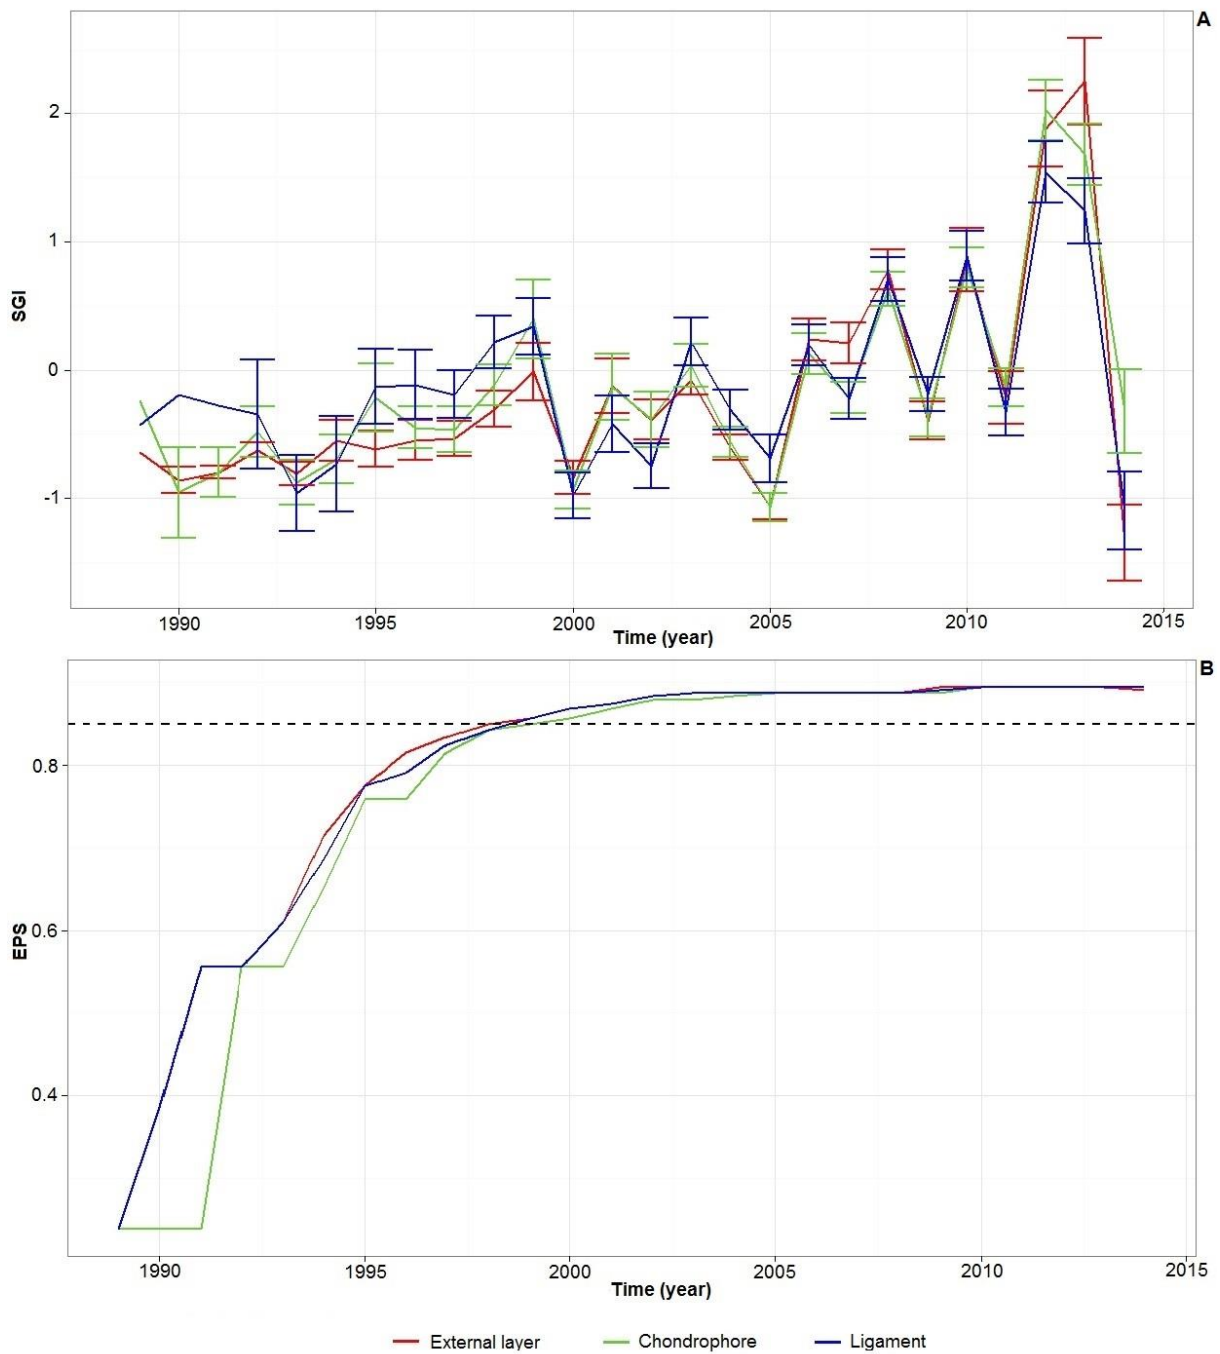 A
2
1
0
-1
SGI
1990 1995 2000 2005 2010 2015
Time (year)
B
0.8
0.6
0.4
EPS
1990 1995 2000 2005 2010 2015
Time (year)
External layer Chondrophore Ligament